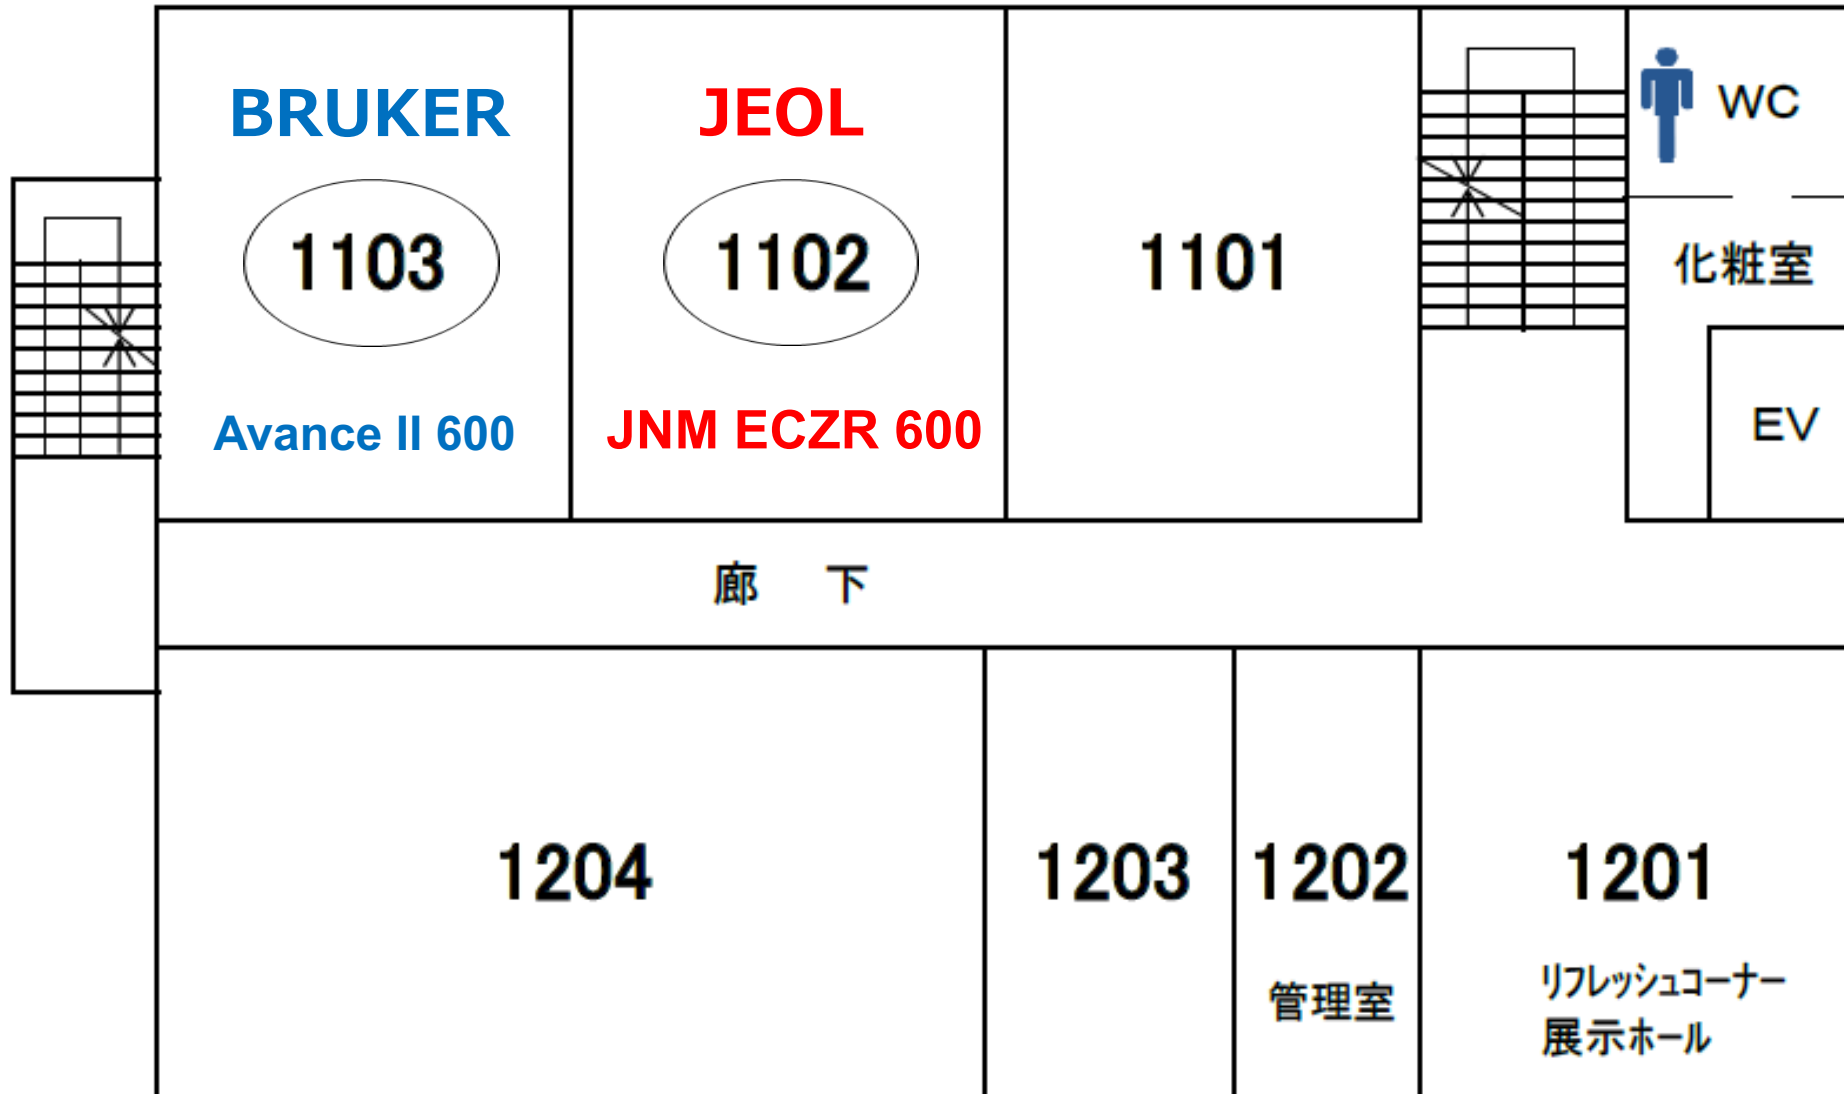 BRUKER
JEOL
WC
1103
1102
1101
化粧室
Avance II 600
JNM ECZR 600
EV
廊 下
1204
1203
1202
1201
管理室
リフレッシュコーナー
展示ホール